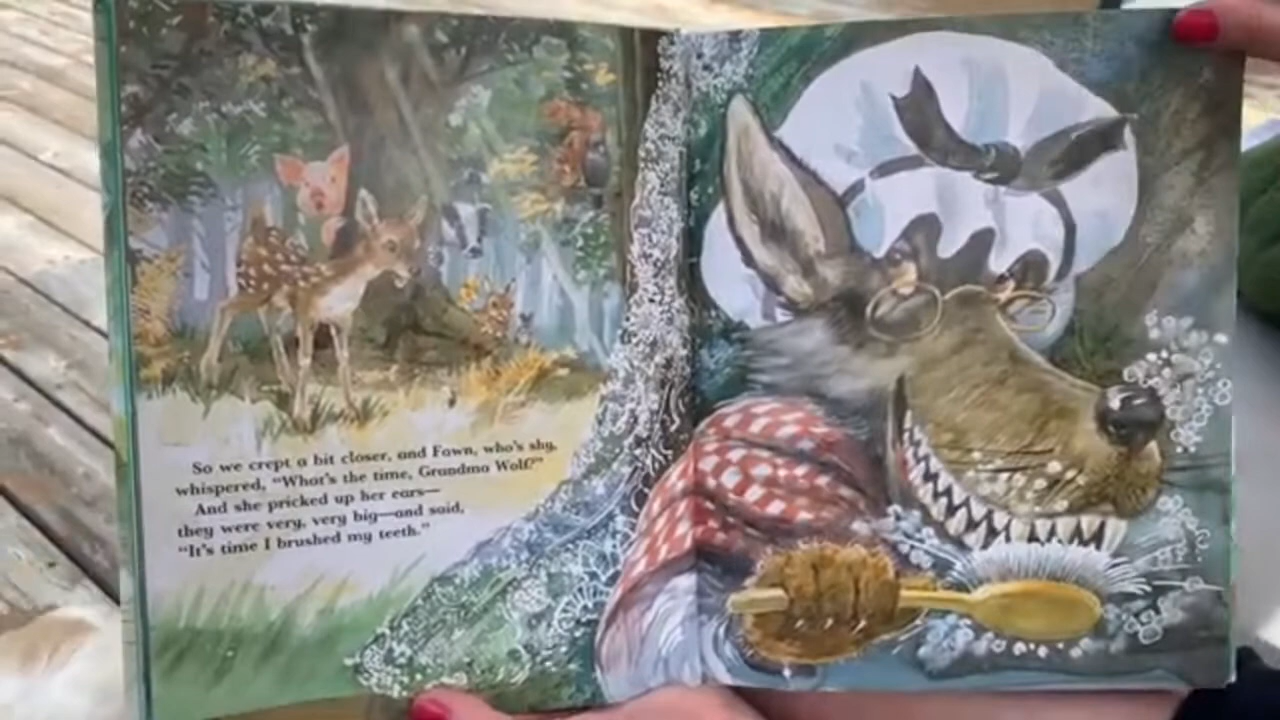 So we crept a bit closer, and Fawn, who's shy,
whispered, "What's the time, Grandma Wolf?"
And she pricked up her ears—
they were very, very big—and said,
"It's time I brushed my teeth."